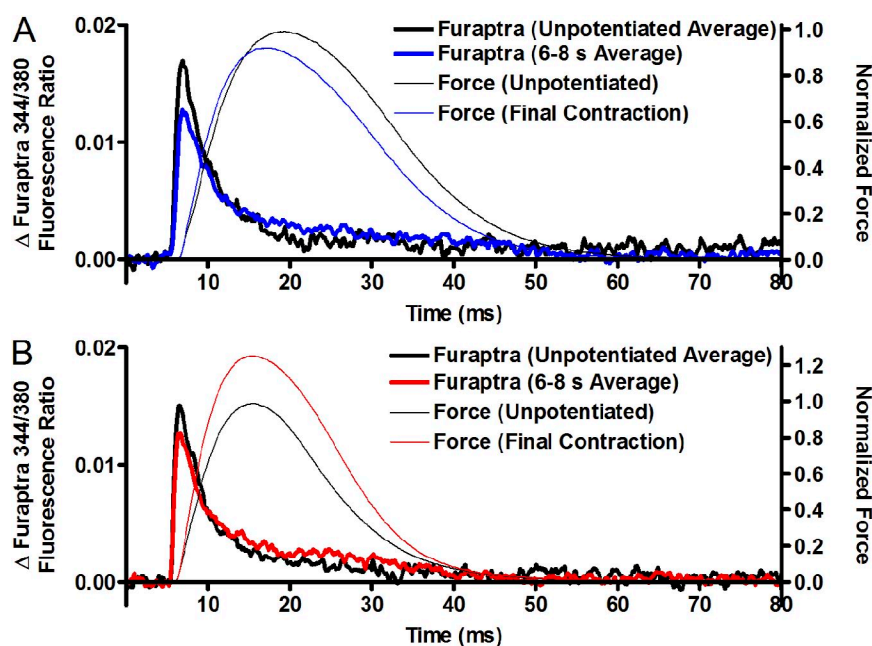 A
Δ Furaptra 344/380
Fluorescence Ratio
0.02
0.01
0.00
Furaptra (Unpotentiated Average)
Furaptra (6-8 s Average)
Force (Unpotentiated)
Force (Final Contraction)
1.0
0.8
0.6
0.4
0.2
0.0
Normalized Force
10 20 30 40 50 60 70 80
Time (ms)
B
Δ Furaptra 344/380
Fluorescence Ratio
0.02
0.01
0.00
Furaptra (Unpotentiated Average)
Furaptra (6-8 s Average)
Force (Unpotentiated)
Force (Final Contraction)
1.2
1.0
0.8
0.6
0.4
0.2
0.0
Normalized Force
10 20 30 40 50 60 70 80
Time (ms)